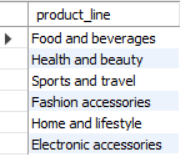 product_line
Food and beverages
Health and beauty
Sports and travel
Fashion accessories
Home and lifestyle
Electronic accessories